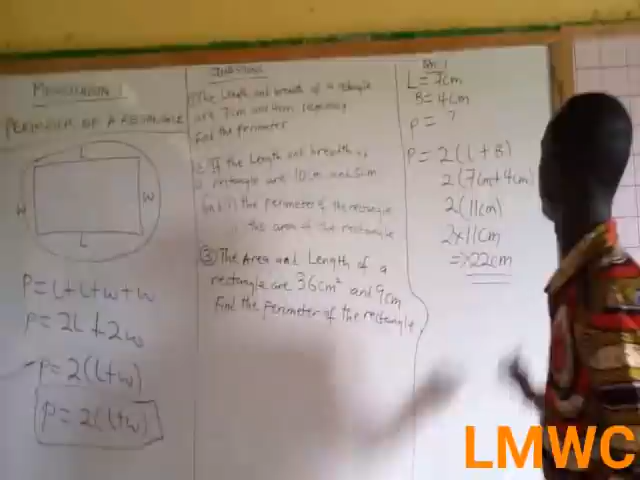 MENSURATION 1
PERIMETER OF A RECTANGLE
L
W
W
L
P = L + L + W + W
P = 2L + 2W
P = 2(L+W)
P = 2(L+W)
QUESTIONS
① The Length and breadth of a rectangle
are 7cm and 4cm respectively
find the perimeter
② If the Length and breadth of
a rectangle are 10cm and 5cm
find i) the perimeter of the rectangle
the area of the rectangle
③ The Area and Length of a
rectangle are 36cm² and 9cm
Find the perimeter of the rectangle
L = 7cm
B = 4cm
P = ?
P = 2(L + B)
2(7cm + 4cm)
2(11cm)
2×11cm
=>22cm
LMWC